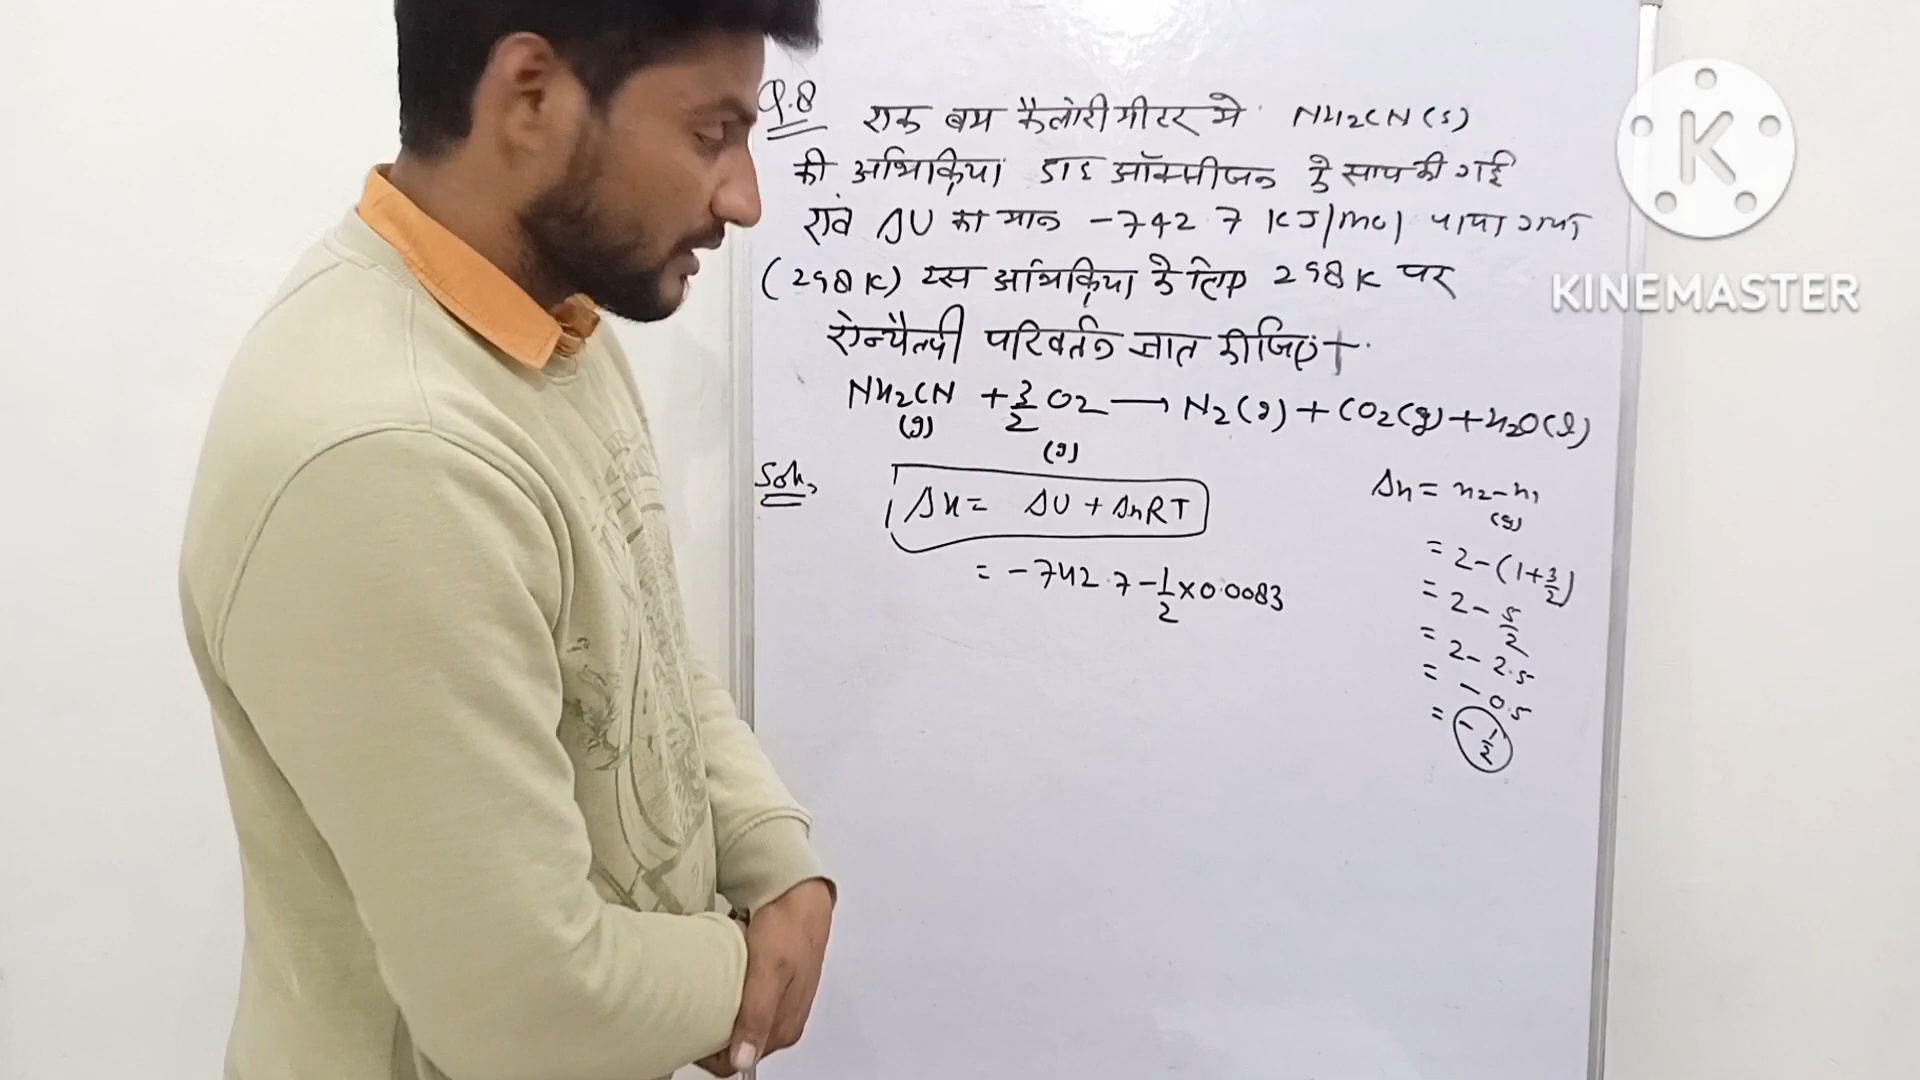 Q.8 एक बम कैलोरीमीटर मे NH2CN(s)
की अभिक्रिया डाइ ऑक्सीजन के साथ की गई
एवं ΔU का मान -742.7 KJ/mol पाया गया
(298K) इस अभिक्रिया के लिए 298K पर
ऐन्थैल्पी परिवर्तन ज्ञात कीजिए।
NH2CN(g) + 3/2 O2(g) → N2(g) + CO2(g) + H2O(l)
Soln,
ΔH = ΔU + ΔnRT
= -742.7 - 1/2 × 0.0083
Δn = n2 - n1
(g)
= 2 - (1 + 3/2)
= 2 - 5/2
= 2 - 2.5
= - 0.5
= - 1/2
K
KINEMASTER